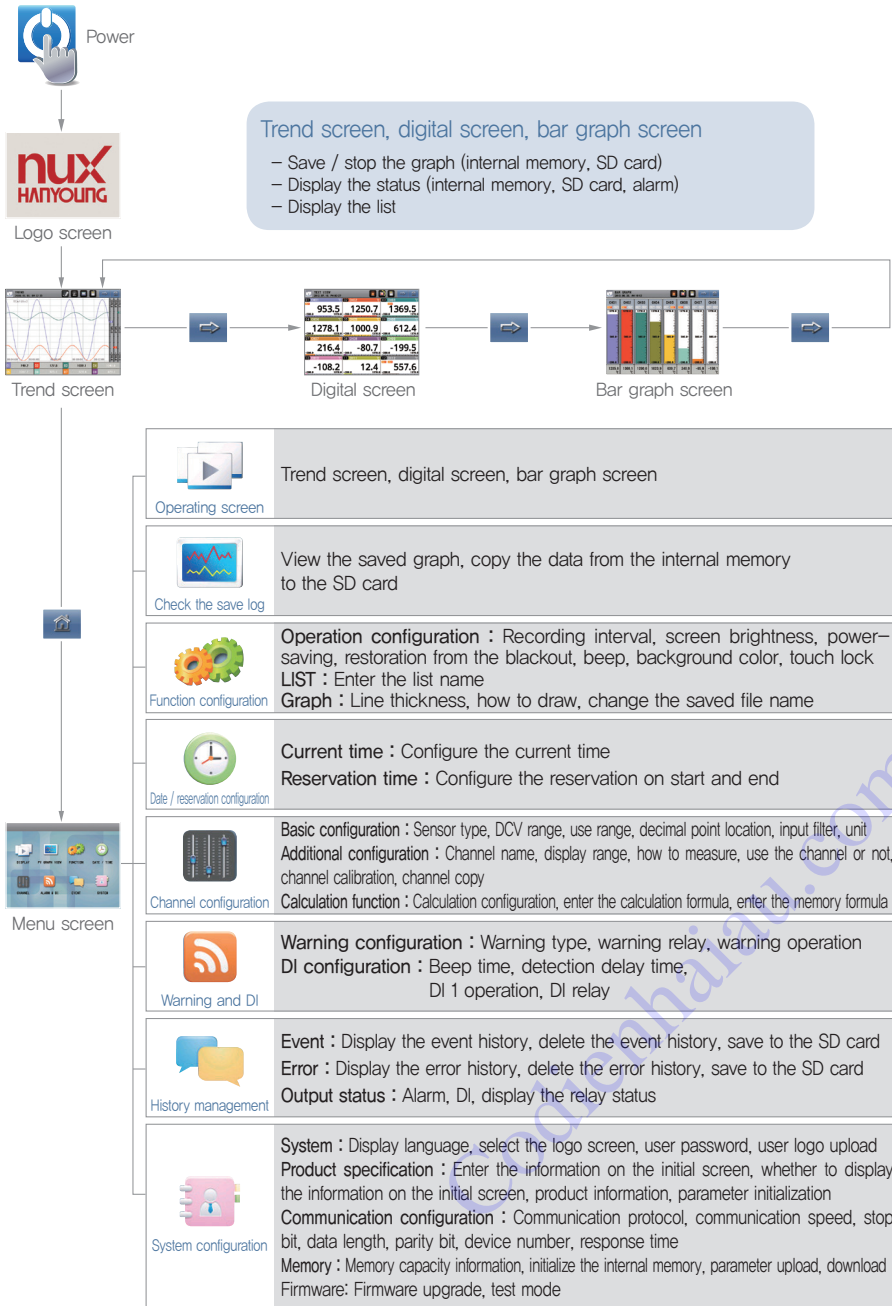 Power
Trend screen, digital screen, bar graph screen
- Save / stop the graph (internal memory, SD card)
- Display the status (internal memory, SD card, alarm)
- Display the list
nux
HANYOUNG
Logo screen
953.5 1250.7 1369.5
1278.1 1000.9 612.4
216.4 -80.7 -199.5
-108.2 12.4 557.6
Trend screen
Digital screen
Bar graph screen
Operating screen
Trend screen, digital screen, bar graph screen
Check the save log
View the saved graph, copy the data from the internal memory
to the SD card
Function configuration
Operation configuration : Recording interval, screen brightness, power-
saving, restoration from the blackout, beep, background color, touch lock
LIST : Enter the list name
Graph : Line thickness, how to draw, change the saved file name
Date / reservation configuration
Current time : Configure the current time
Reservation time : Configure the reservation on start and end
Menu screen
Channel configuration
Basic configuration : Sensor type, DCV range, use range, decimal point location, input filter, unit
Additional configuration : Channel name, display range, how to measure, use the channel or not,
channel calibration, channel copy
Calculation function : Calculation configuration, enter the calculation formula, enter the memory formula
Warning and DI
Warning configuration : Warning type, warning relay, warning operation
DI configuration : Beep time, detection delay time,
DI 1 operation, DI relay
History management
Event : Display the event history, delete the event history, save to the SD card
Error : Display the error history, delete the error history, save to the SD card
Output status : Alarm, DI, display the relay status
System configuration
System : Display language, select the logo screen, user password, user logo upload
Product specification : Enter the information on the initial screen, whether to display
the information on the initial screen, product information, parameter initialization
Communication configuration : Communication protocol, communication speed, stop
bit, data length, parity bit, device number, response time
Memory : Memory capacity information, initialize the internal memory, parameter upload, download
Firmware: Firmware upgrade, test mode
Codienhaiau.com